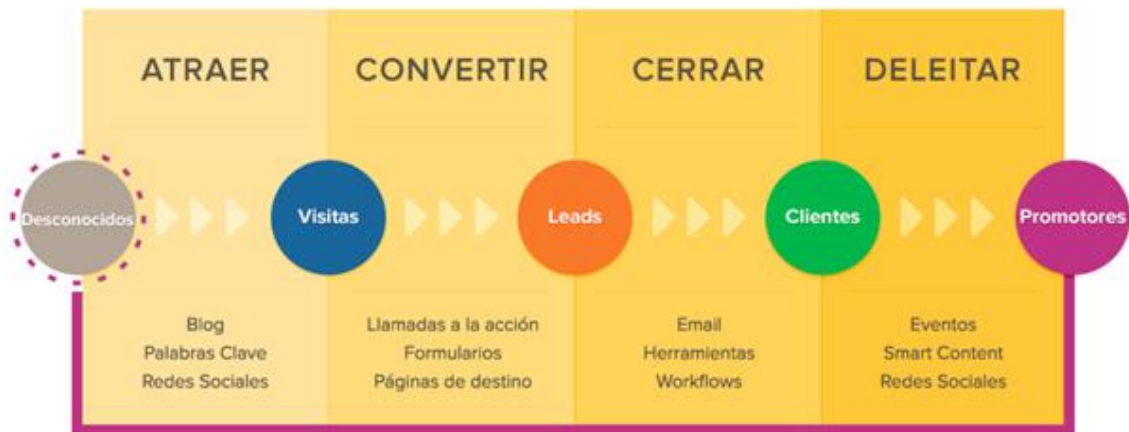 ATRAER
CONVERTIR
CERRAR
DELEITAR
Desconocidos
Visitas
Leads
Clientes
Promotores
Blog
Palabras Clave
Redes Sociales
Llamadas a la acción
Formularios
Páginas de destino
Email
Herramientas
Workflows
Eventos
Smart Content
Redes Sociales